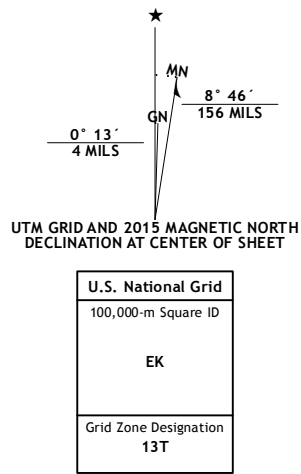 ★
MN
GN
8° 46´
156 MILS
0° 13´
4 MILS
UTM GRID AND 2015 MAGNETIC NORTH
DECLINATION AT CENTER OF SHEET
U.S. National Grid
100,000-m Square ID
EK
Grid Zone Designation
13T